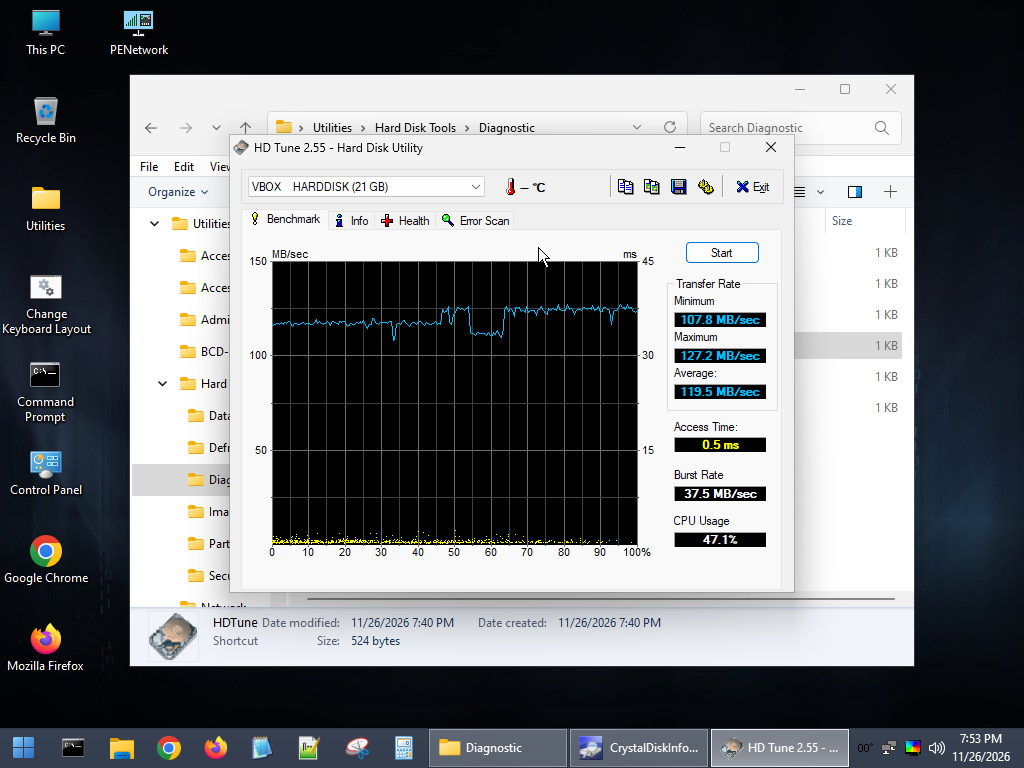 This PC
PENetwork
Recycle Bin
Utilities
Change
Keyboard Layout
Command
Prompt
Control Panel
Google Chrome
Mozilla Firefox
Utilities
Hard Disk Tools
Diagnostic
Search Diagnostic
File
Edit
View
Organize
Size
Utilities
Acces
Acces
Admi
BCD-
Hard
Data
Defr
Diag
Ima
Part
Secu
Network
1 KB
1 KB
1 KB
1 KB
1 KB
1 KB
HD Tune 2.55 - Hard Disk Utility
VBOX HARDDISK (21 GB)
– °C
Exit
Benchmark
Info
Health
Error Scan
MB/sec
ms
150
100
50
45
30
15
0 10 20 30 40 50 60 70 80 90 100%
Start
Transfer Rate
Minimum
107.8 MB/sec
Maximum
127.2 MB/sec
Average:
119.5 MB/sec
Access Time:
0.5 ms
Burst Rate
37.5 MB/sec
CPU Usage
47.1%
HDTune Date modified: 11/26/2026 7:40 PM Date created: 11/26/2026 7:40 PM
Shortcut Size: 524 bytes
Diagnostic
CrystalDiskInfo...
HD Tune 2.55 - ...
00°
7:53 PM
11/26/2026